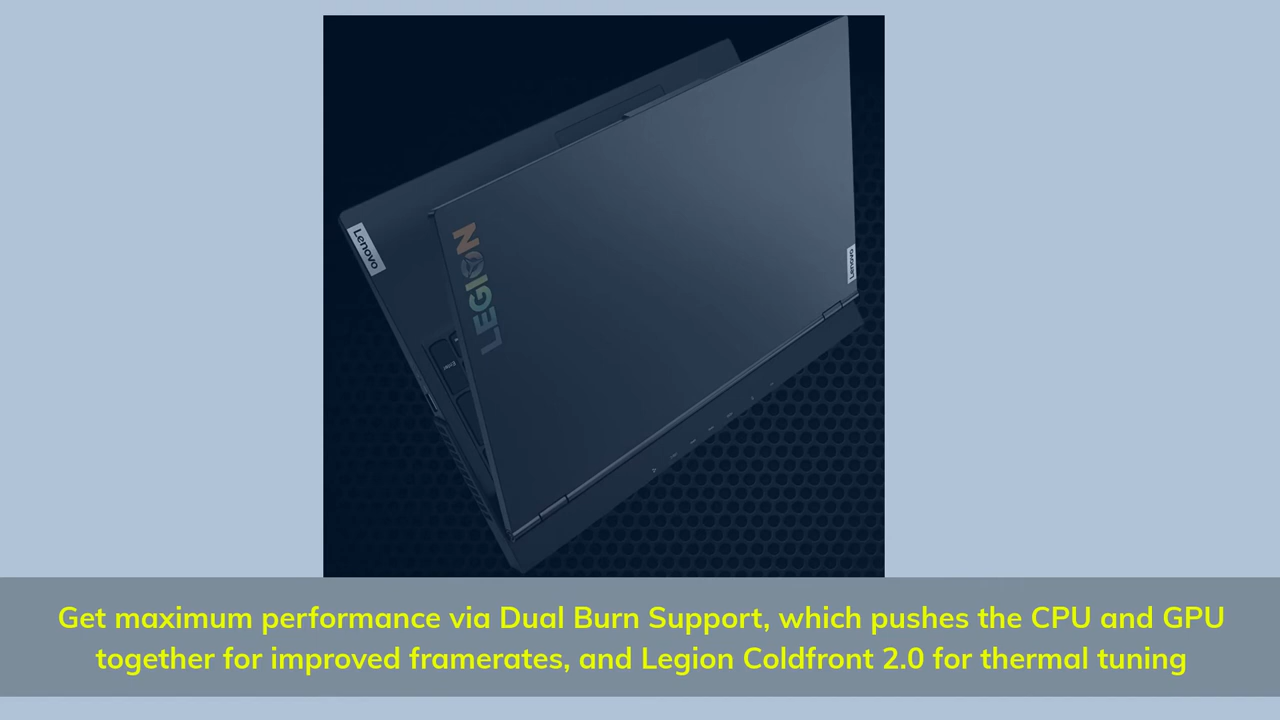 Lenovo
LEGION
Lenovo
Enter
Get maximum performance via Dual Burn Support, which pushes the CPU and GPU
together for improved framerates, and Legion Coldfront 2.0 for thermal tuning